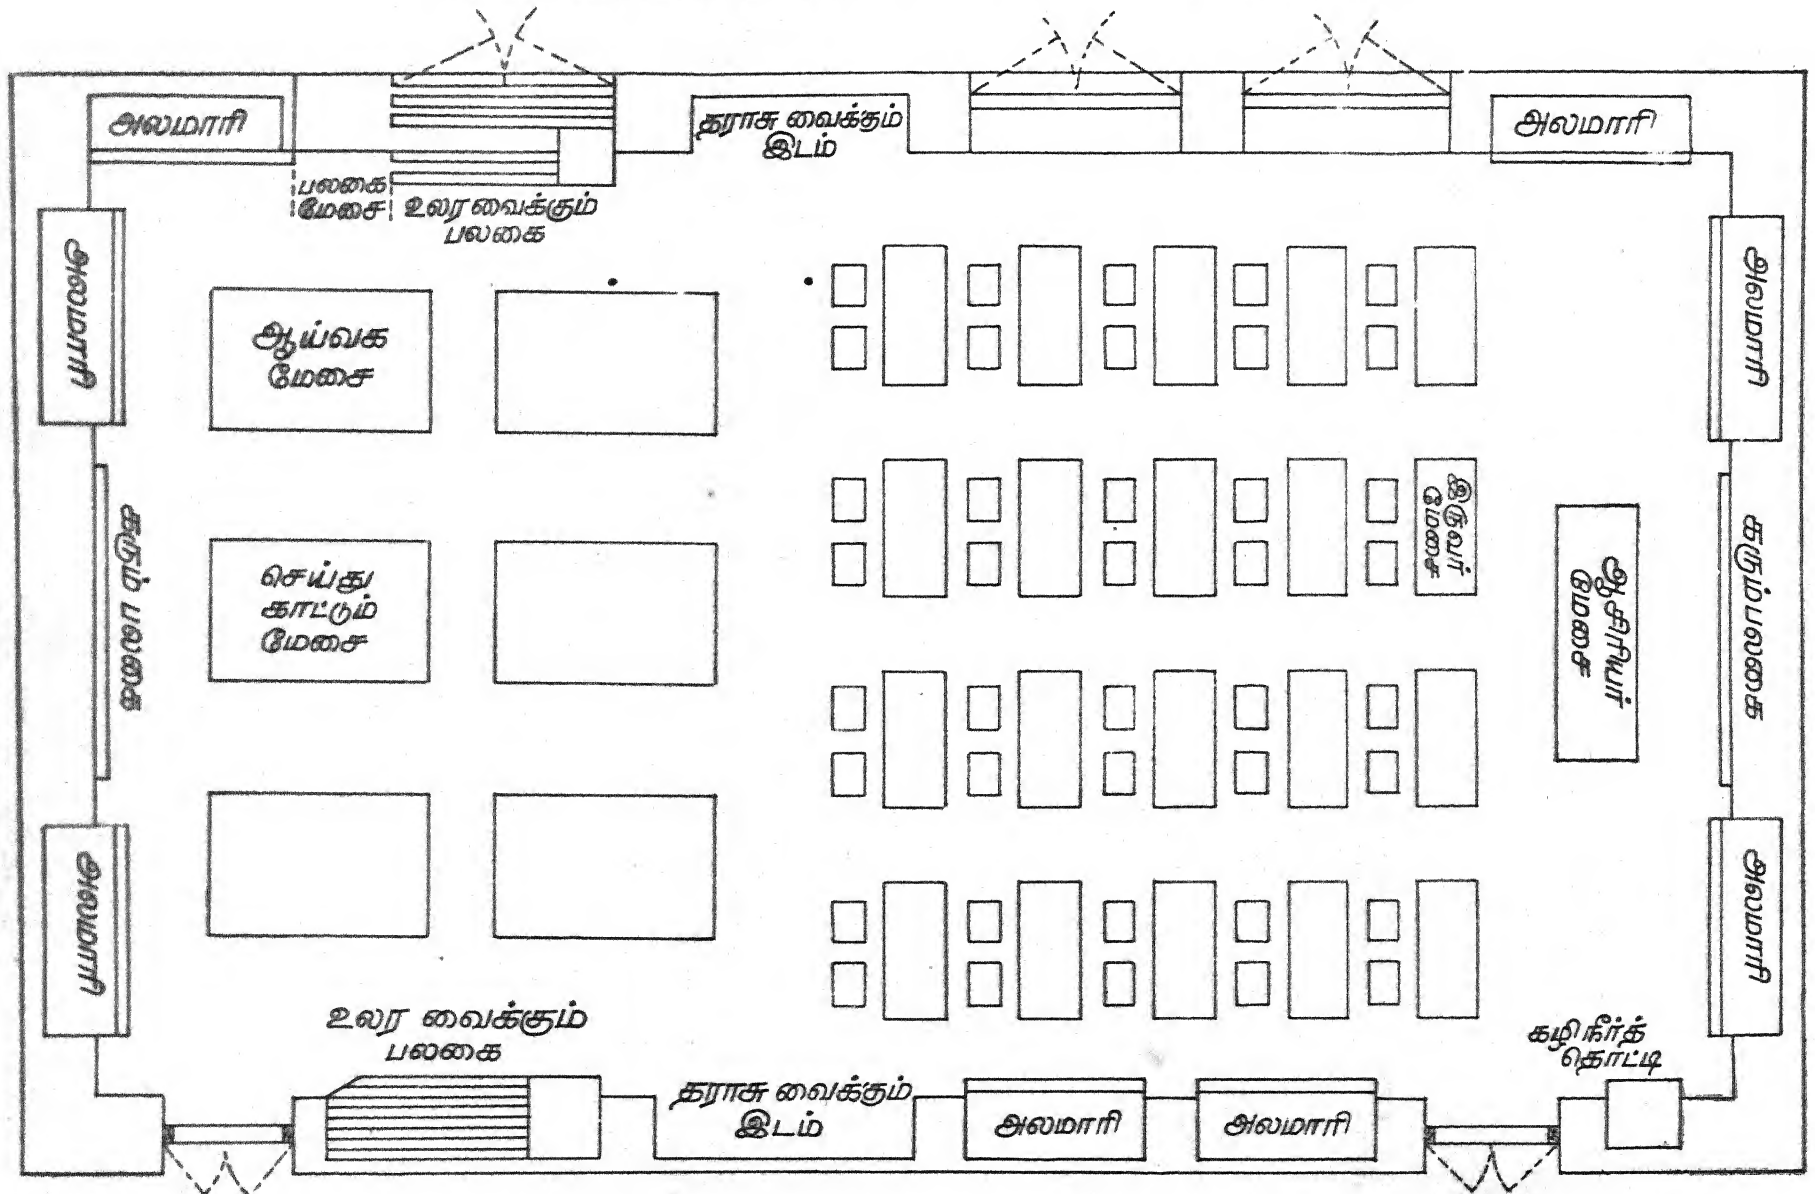 அலமாரி
தராசு வைக்கும்
இடம்
அலமாரி
பலகை
மேசை
உலர வைக்கும்
பலகை
அலமாரி
அலமாரி
ஆய்வக
மேசை
இருவர்
மேசை
கரும் பலகை
கரும்பலகை
ஆசிரியர்
மேசை
செய்து
காட்டும்
மேசை
அலமாரி
அலமாரி
உலர வைக்கும்
பலகை
கழிநீர்த்
தொட்டி
தராசு வைக்கும்
இடம்
அலமாரி
அலமாரி